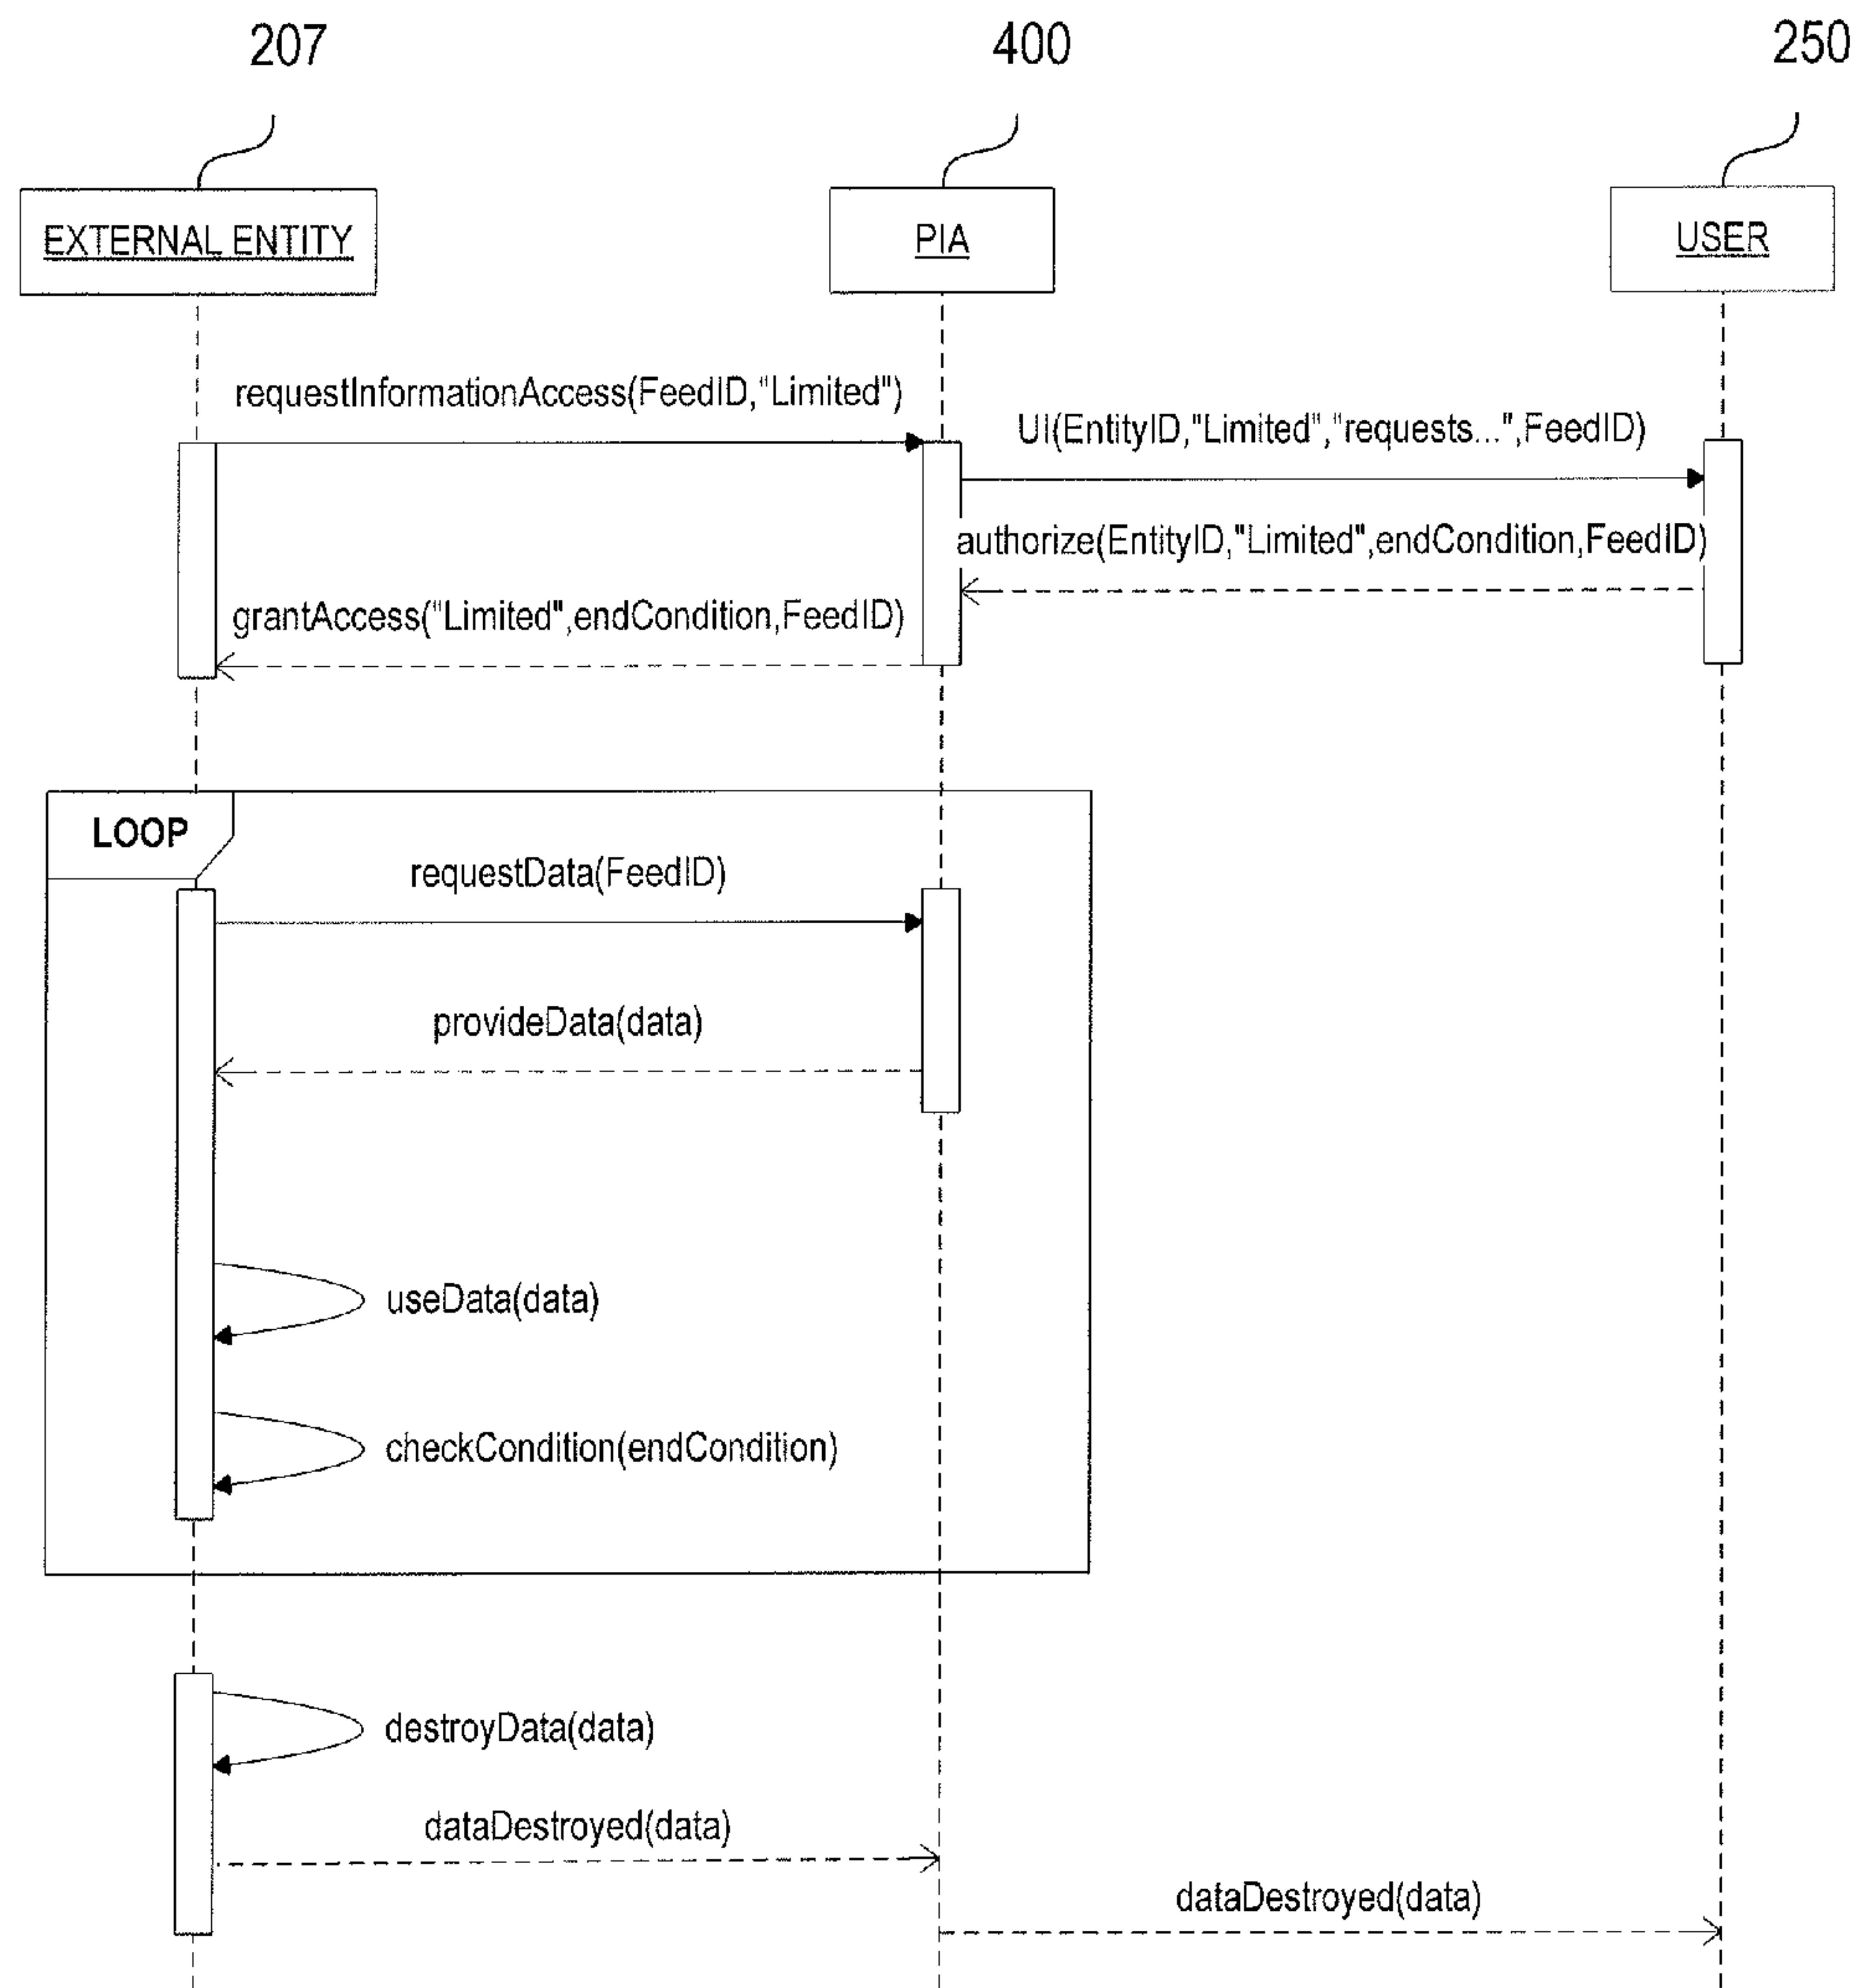 207
400
250
EXTERNAL ENTITY
PIA
USER
requestInformationAccess(FeedID,"Limited")
UI(EntityID,"Limited","requests...",FeedID)
authorize(EntityID,"Limited",endCondition,FeedID)
grantAccess("Limited",endCondition,FeedID)
LOOP
requestData(FeedID)
provideData(data)
useData(data)
checkCondition(endCondition)
destroyData(data)
dataDestroyed(data)
dataDestroyed(data)